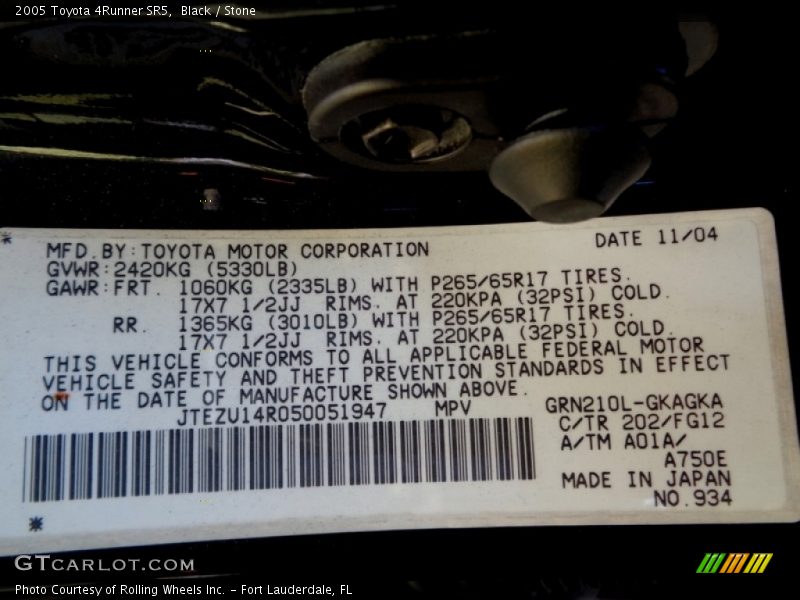 2005 Toyota 4Runner SR5, Black / Stone
MFD.BY:TOYOTA MOTOR CORPORATION DATE 11/04
GVWR:2420KG (5330LB)
GAWR:FRT. 1060KG (2335LB) WITH P265/65R17 TIRES.
17X7 1/2JJ RIMS. AT 220KPA (32PSI) COLD.
RR. 1365KG (3010LB) WITH P265/65R17 TIRES.
17X7 1/2JJ RIMS. AT 220KPA (32PSI) COLD.
THIS VEHICLE CONFORMS TO ALL APPLICABLE FEDERAL MOTOR
VEHICLE SAFETY AND THEFT PREVENTION STANDARDS IN EFFECT
ON THE DATE OF MANUFACTURE SHOWN ABOVE.
JTEZU14R050051947 MPV GRN210L-GKAGKA
C/TR 202/FG12
A/TM A01A/
A750E
MADE IN JAPAN
NO.934
GTCARLOT.COM
Photo Courtesy of Rolling Wheels Inc. - Fort Lauderdale, FL